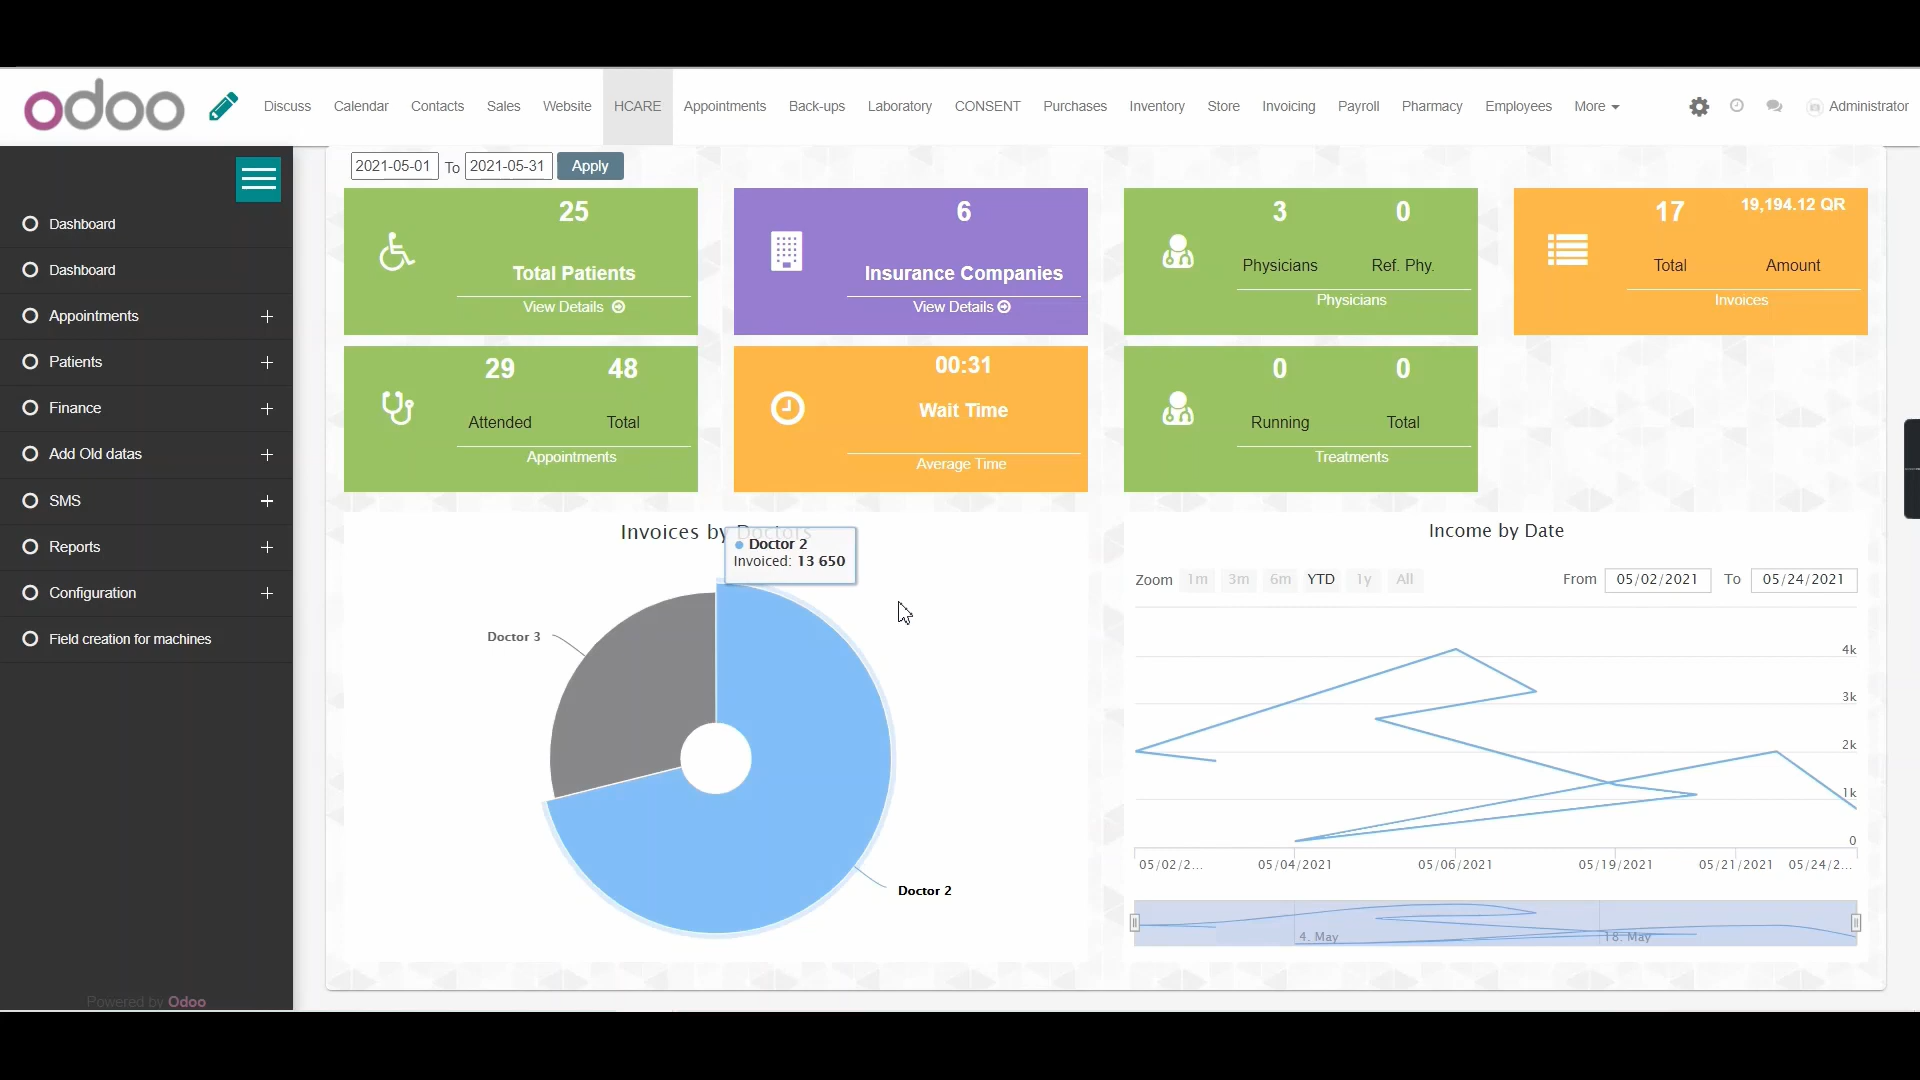 odoo
Discuss Calendar Contacts Sales Website HCARE Appointments Back-ups Laboratory CONSENT Purchases Inventory Store Invoicing Payroll Pharmacy Employees More Administrator
2021-05-01 To 2021-05-31 Apply
Dashboard
Dashboard
Appointments
Patients
Finance
Add Old datas
SMS
Reports
Configuration
Field creation for machines
Powered by Odoo
25
Total Patients
View Details
6
Insurance Companies
View Details
3 0
Physicians Ref. Phy.
Physicians
17 19,194.12 QR
Total Amount
Invoices
29 48
Attended Total
Appointments
00:31
Wait Time
Average Time
0 0
Running Total
Treatments
Invoices by Doctors
Doctor 2
Invoiced: 13 650
Doctor 3
Doctor 2
Income by Date
Zoom 1m 3m 6m YTD 1y All From 05/02/2021 To 05/24/2021
4k
3k
2k
1k
0
05/02/2... 05/04/2021 05/06/2021 05/19/2021 05/21/2021 05/24/2...
4. May 18. May